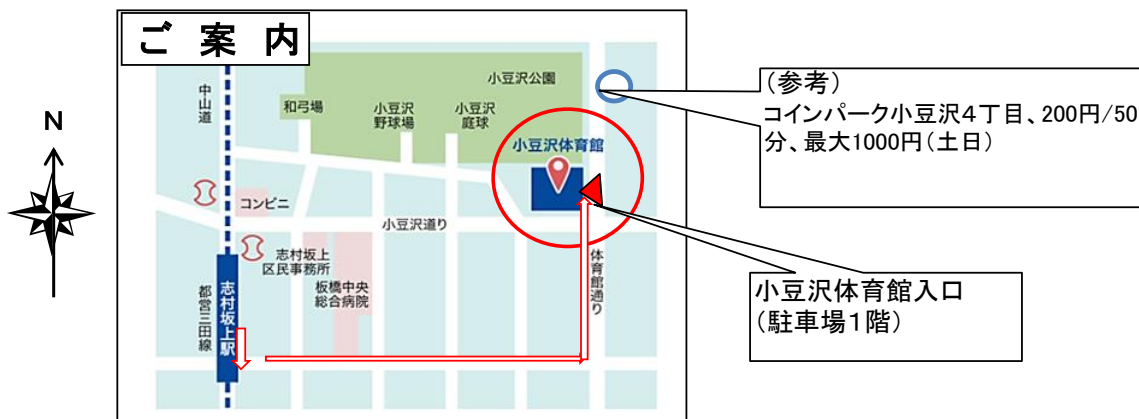 ご案内
N
中山道
小豆沢公園
和弓場
小豆沢
野球場
小豆沢
庭球
小豆沢体育館
コンビニ
小豆沢道り
志村坂上
区民事務所
板橋中央
総合病院
体育館通り
都営三田線
志村坂上駅
(参考)
コインパーク小豆沢4丁目、200円/50
分、最大1000円(土日)
小豆沢体育館入口
(駐車場1階)